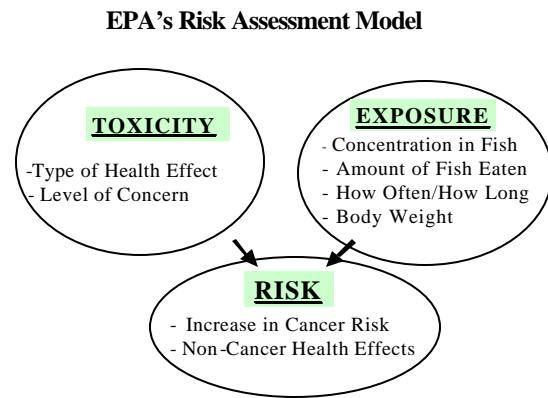 EPA's Risk Assessment Model
TOXICITY
-Type of Health Effect
- Level of Concern
EXPOSURE
- Concentration in Fish
- Amount of Fish Eaten
- How Often/How Long
- Body Weight
RISK
- Increase in Cancer Risk
- Non-Cancer Health Effects